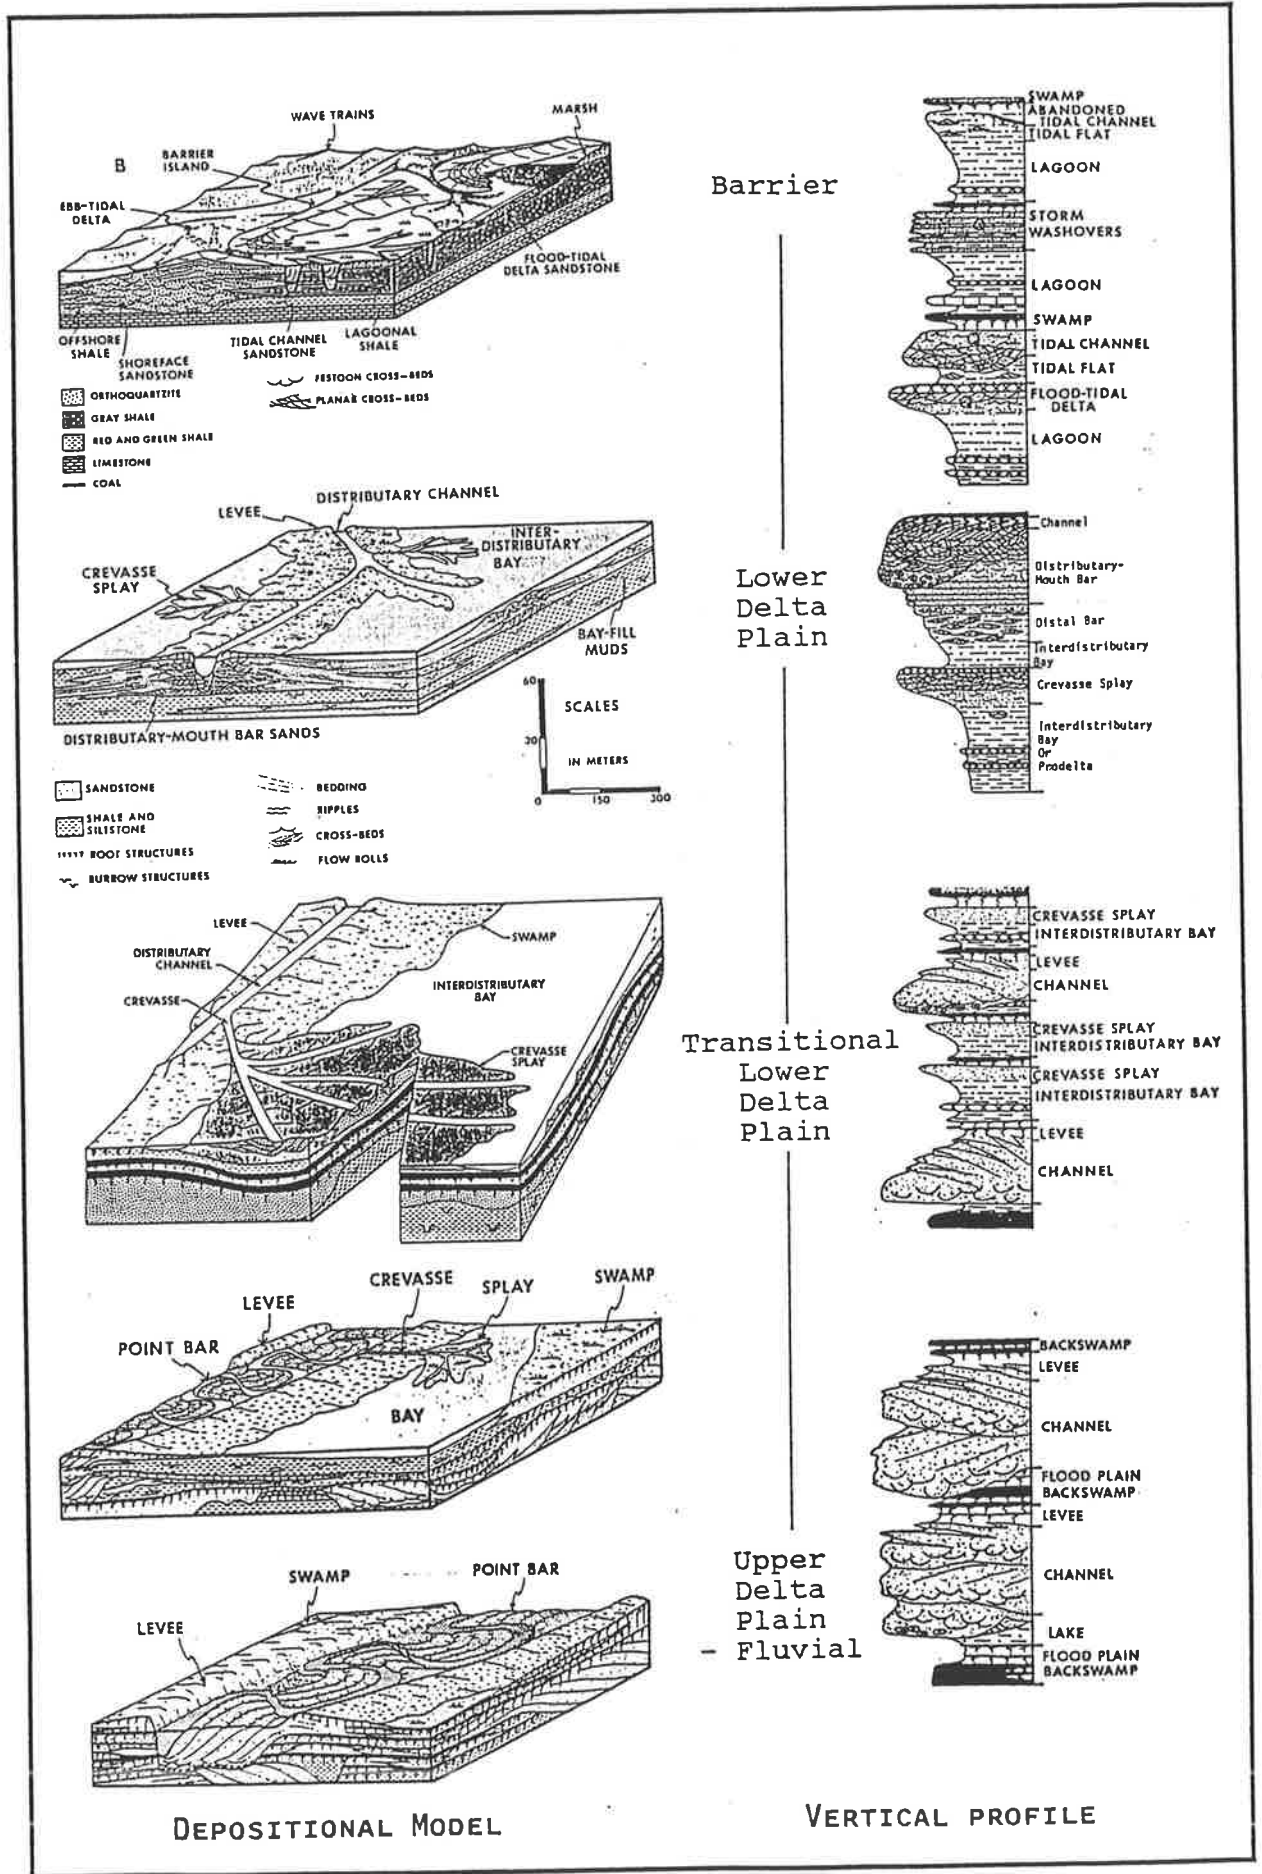 WAVE TRAINS
MARSH
B
BARRIER
ISLAND
EBB-TIDAL
DELTA
FLOOD-TIDAL
DELTA SANDSTONE
OFFSHORE
SHALE
SHOREFACE
SANDSTONE
TIDAL CHANNEL
SANDSTONE
LAGOONAL
SHALE
ORTHOQUARTZITE
GRAY SHALE
RED AND GREEN SHALE
LIMESTONE
COAL
FESTOON CROSS-BEDS
PLANAR CROSS-BEDS
Barrier
SWAMP
ABANDONED
TIDAL CHANNEL
TIDAL FLAT
LAGOON
STORM
WASHOVERS
LAGOON
SWAMP
TIDAL CHANNEL
TIDAL FLAT
FLOOD-TIDAL
DELTA
LAGOON
DISTRIBUTARY CHANNEL
LEVEE
INTER-
DISTRIBUTARY
BAY
CREVASSE
SPLAY
BAY-FILL
MUDS
DISTRIBUTARY-MOUTH BAR SANDS
60
30
0
SCALES
IN METERS
150
300
SANDSTONE
SHALE AND
SILTSTONE
ROOT STRUCTURES
BURROW STRUCTURES
BEDDING
RIPPLES
CROSS-BEDS
FLOW ROLLS
Lower
Delta
Plain
Channel
Distributary-
Mouth Bar
Distal Bar
Interdistributary
Bay
Crevasse Splay
Interdistributary
Bay
Or
Prodelta
LEVEE
DISTRIBUTARY
CHANNEL
CREVASSE
SWAMP
INTERDISTRIBUTARY
BAY
CREVASSE
SPLAY
Transitional
Lower
Delta
Plain
CREVASSE SPLAY
INTERDISTRIBUTARY BAY
LEVEE
CHANNEL
CREVASSE SPLAY
INTERDISTRIBUTARY BAY
CREVASSE SPLAY
INTERDISTRIBUTARY BAY
LEVEE
CHANNEL
CREVASSE
SPLAY
SWAMP
LEVEE
POINT BAR
BAY
SWAMP
POINT BAR
LEVEE
Upper
Delta
Plain
- Fluvial
BACKSWAMP
LEVEE
CHANNEL
FLOOD PLAIN
BACKSWAMP
LEVEE
CHANNEL
LAKE
FLOOD PLAIN
BACKSWAMP
DEPOSITIONAL MODEL
VERTICAL PROFILE